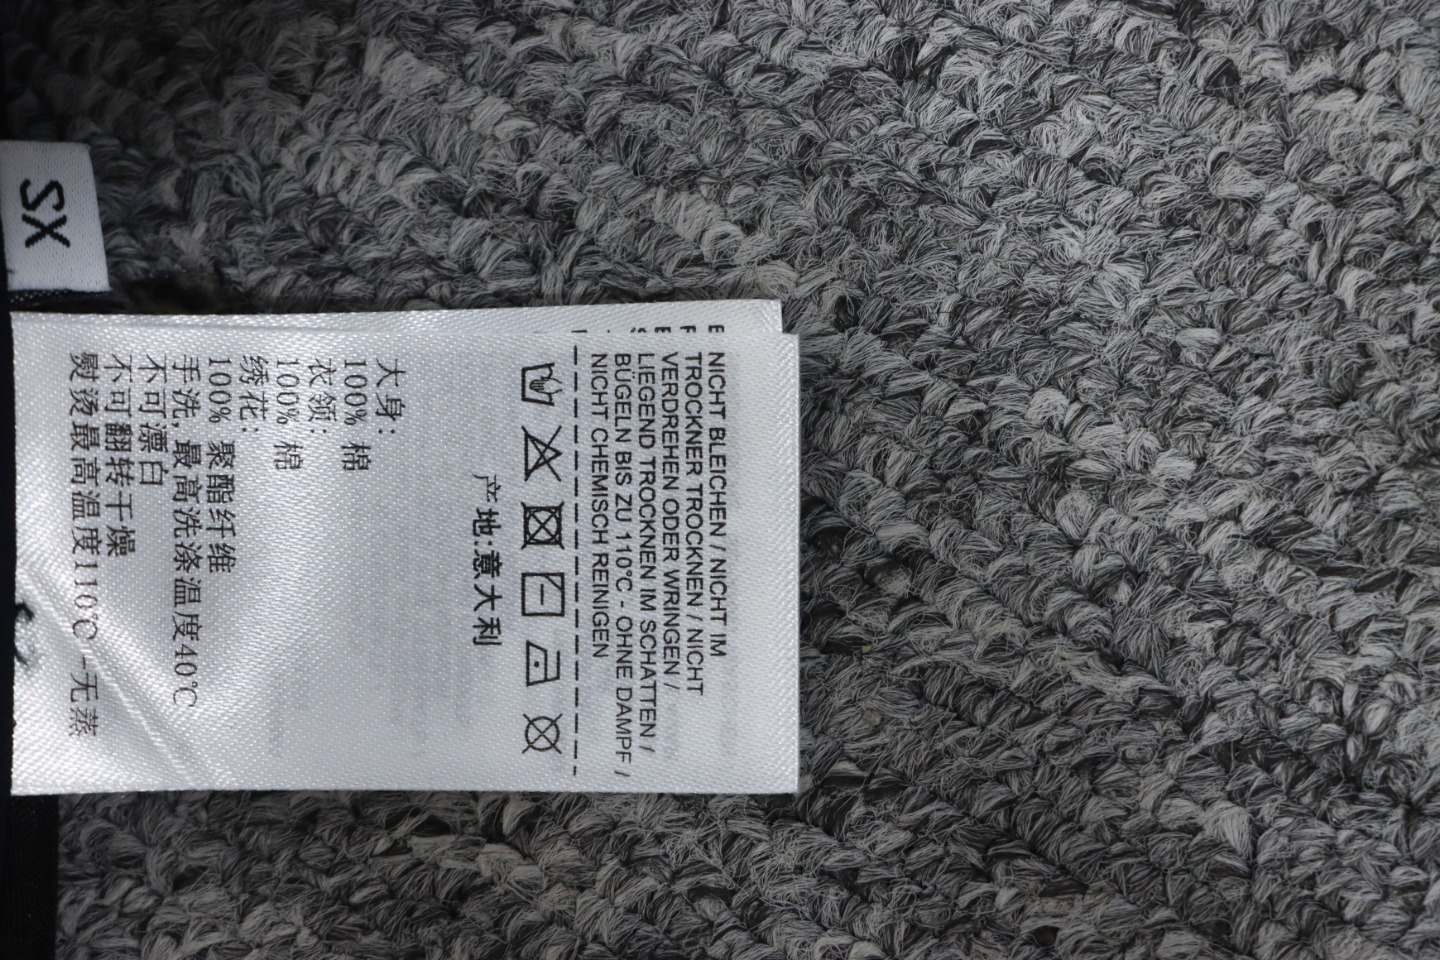 NICHT BLEICHEN / NICHT IM
TROCKNER TROCKNEN / NICHT
VERDREHEN ODER WRINGEN /
LIEGEND TROCKNEN IM SCHATTEN /
BÜGELN BIS ZU 110°C - OHNE DAMPF /
NICHT CHEMISCH REINIGEN
产地:意大利
大身:
100% 棉
衣领:
100% 棉
绣花:
100% 聚酯纤维
手洗,最高洗涤温度40℃
不可漂白
不可翻转干燥
熨烫最高温度110℃ -无蒸
XS